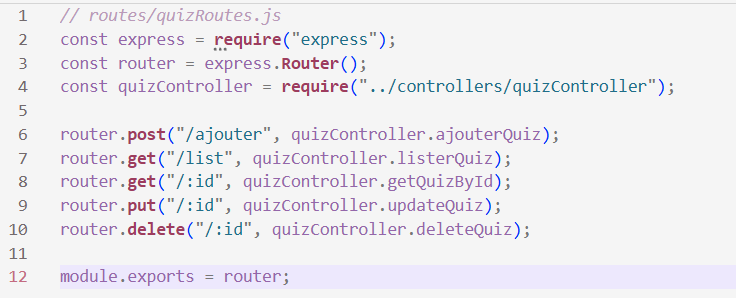 1 // routes/quizRoutes.js
2 const express = require("express");
3 const router = express.Router();
4 const quizController = require("../controllers/quizController");
5
6 router.post("/ajouter", quizController.ajouterQuiz);
7 router.get("/list", quizController.listerQuiz);
8 router.get("/:id", quizController.getQuizById);
9 router.put("/:id", quizController.updateQuiz);
10 router.delete("/:id", quizController.deleteQuiz);
11
12 module.exports = router;